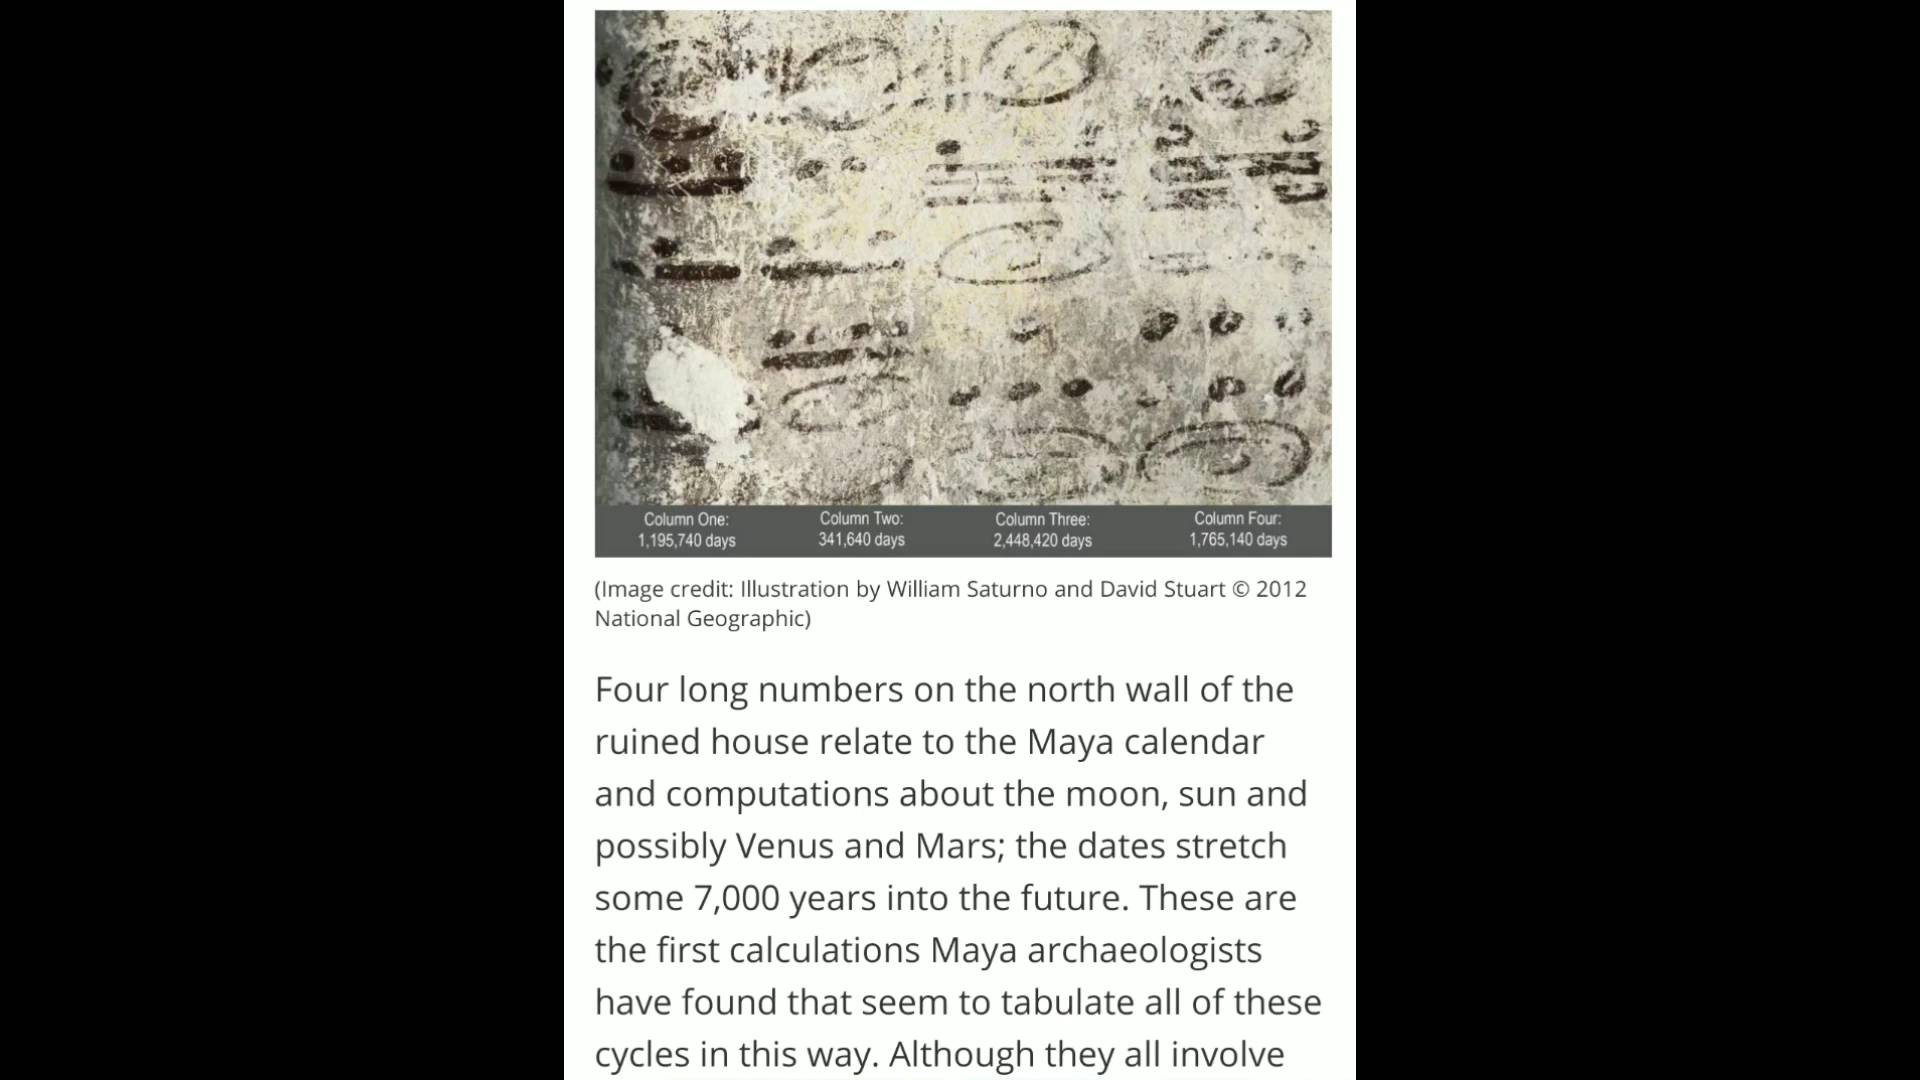 Column One:
1,195,740 days
Column Two:
341,640 days
Column Three:
2,448,420 days
Column Four:
1,765,140 days
(Image credit: Illustration by William Saturno and David Stuart © 2012
National Geographic)
Four long numbers on the north wall of the
ruined house relate to the Maya calendar
and computations about the moon, sun and
possibly Venus and Mars; the dates stretch
some 7,000 years into the future. These are
the first calculations Maya archaeologists
have found that seem to tabulate all of these
cycles in this way. Although they all involve